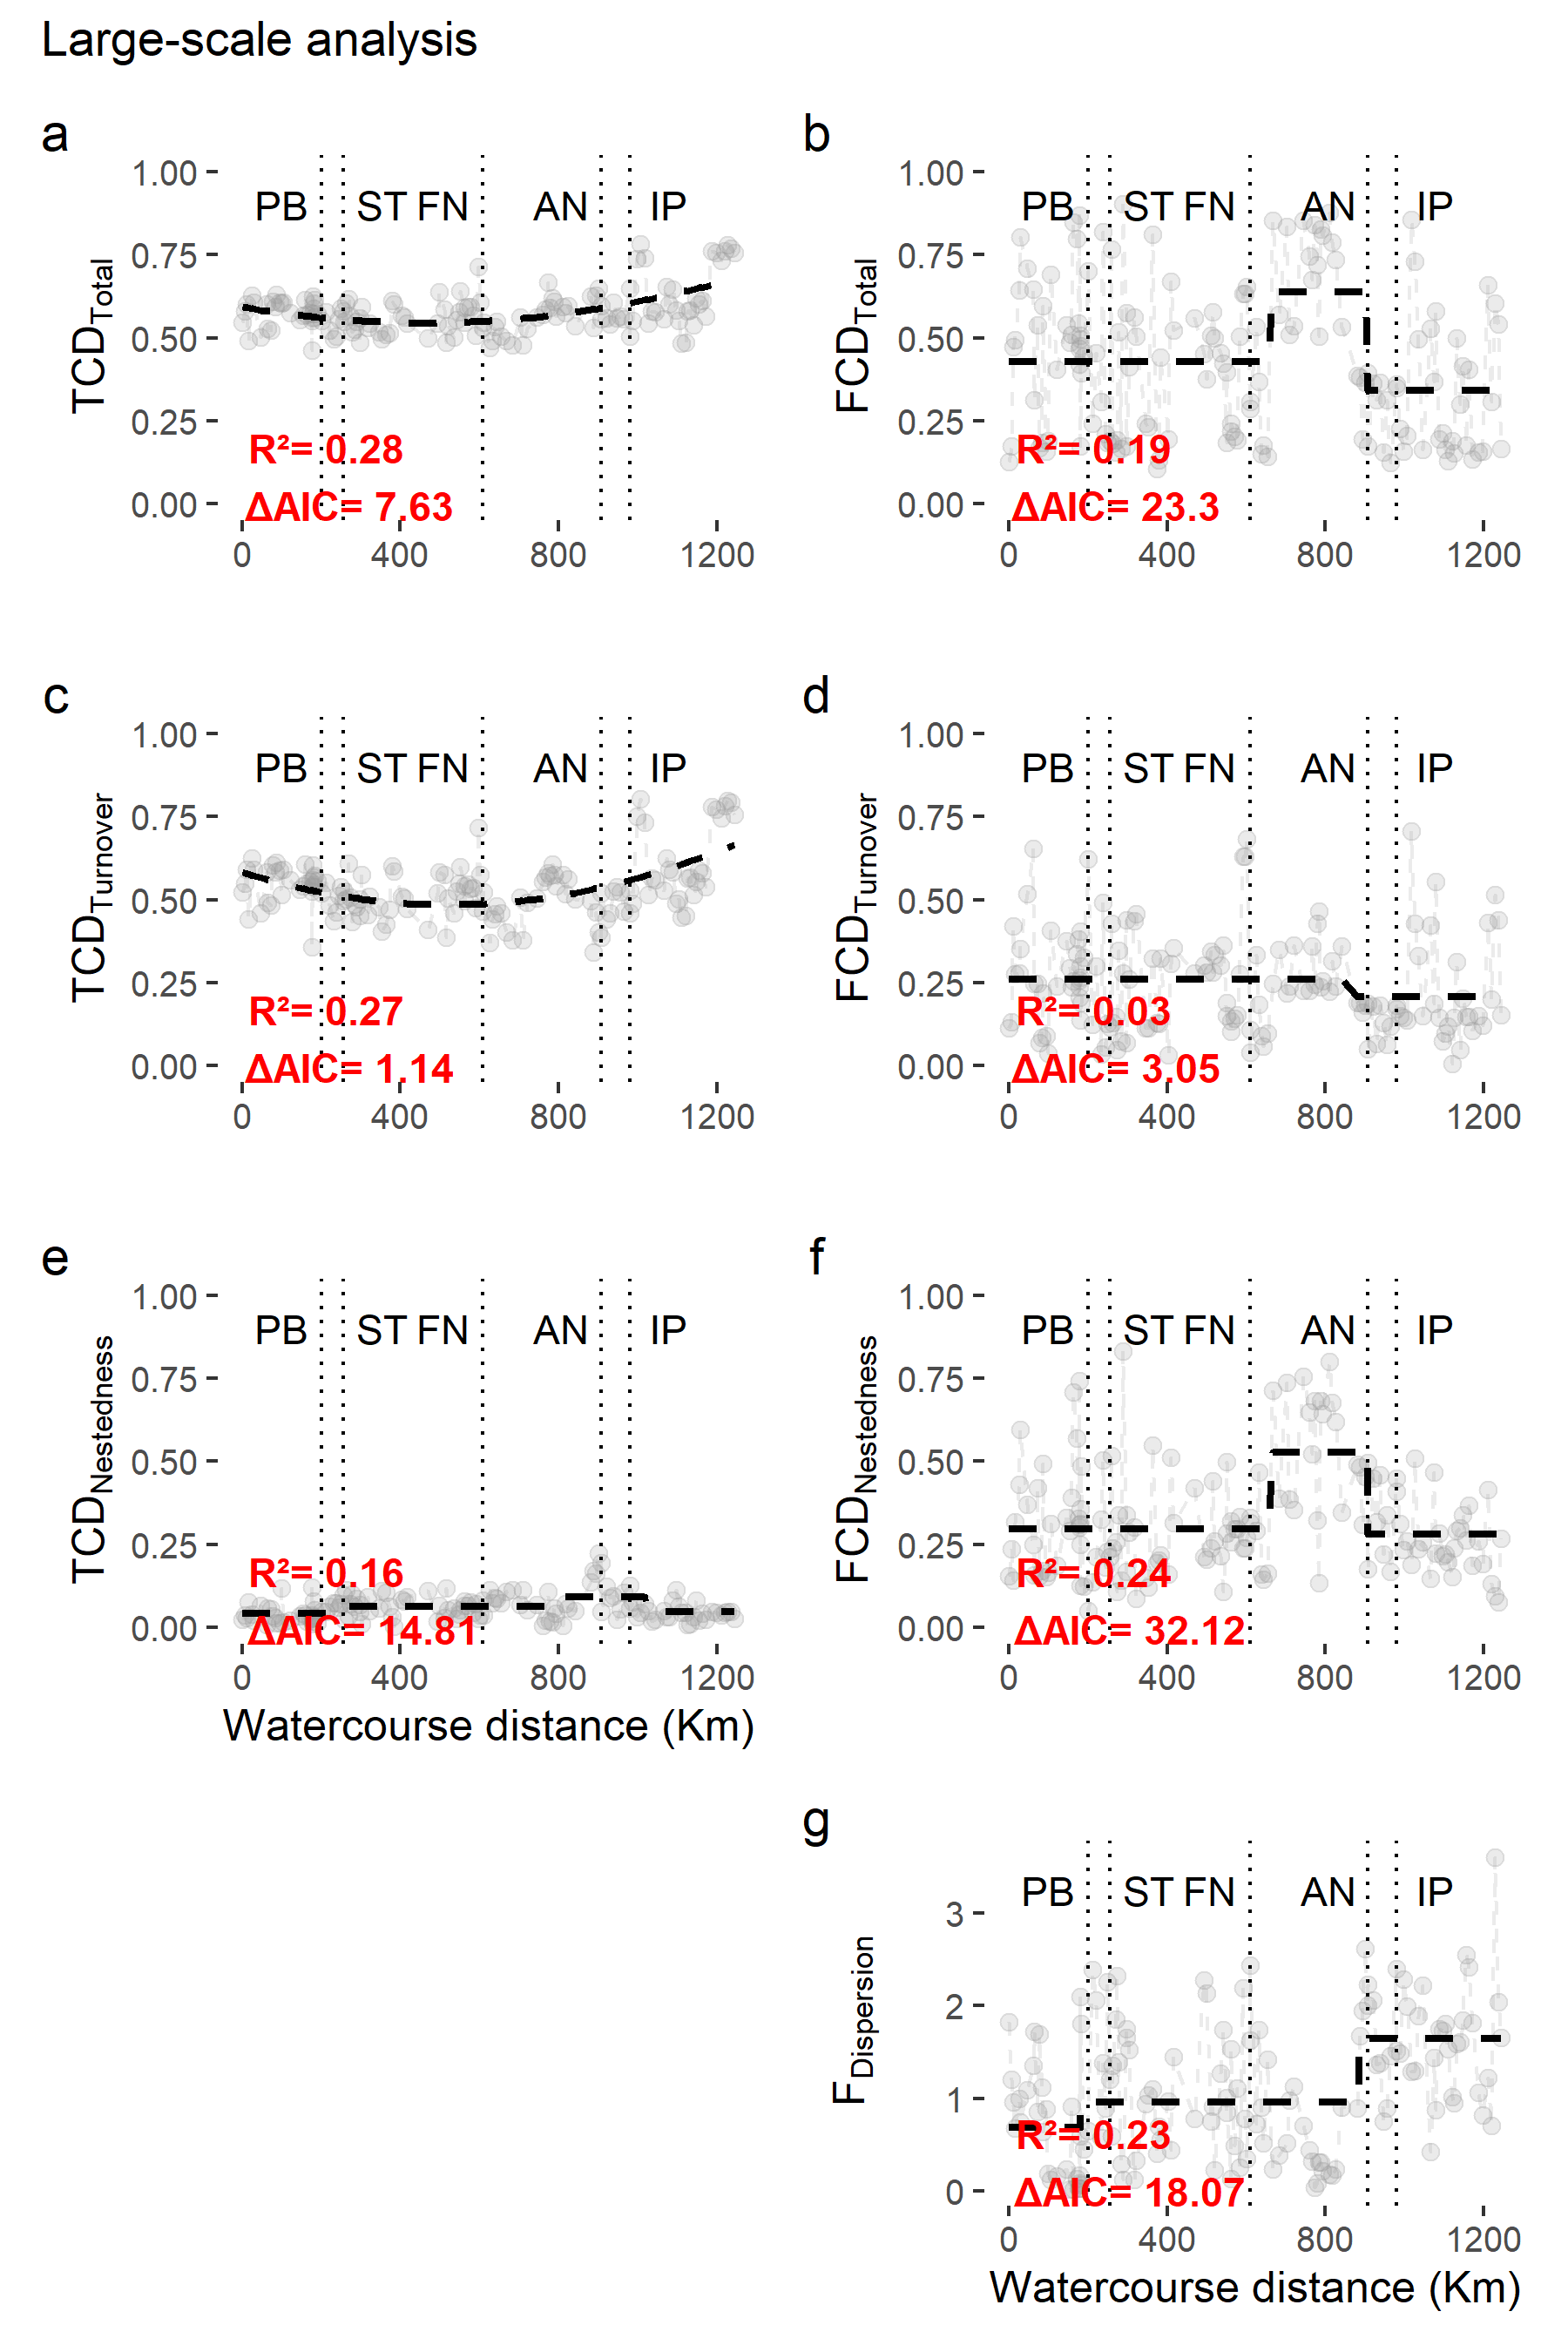 Large-scale analysis
a
TCDTotal
1.00
0.75
0.50
0.25
0.00
PB ST FN AN IP
R²= 0.28
ΔAIC= 7.63
0 400 800 1200
b
FCDTotal
1.00
0.75
0.50
0.25
0.00
PB ST FN AN IP
R²= 0.19
ΔAIC= 23.3
0 400 800 1200
c
TCDTurnover
1.00
0.75
0.50
0.25
0.00
PB ST FN AN IP
R²= 0.27
ΔAIC= 1.14
0 400 800 1200
d
FCDTurnover
1.00
0.75
0.50
0.25
0.00
PB ST FN AN IP
R²= 0.03
ΔAIC= 3.05
0 400 800 1200
e
TCDNestedness
1.00
0.75
0.50
0.25
0.00
PB ST FN AN IP
R²= 0.16
ΔAIC= 14.81
0 400 800 1200
Watercourse distance (Km)
f
FCDNestedness
1.00
0.75
0.50
0.25
0.00
PB ST FN AN IP
R²= 0.24
ΔAIC= 32.12
0 400 800 1200
g
FDispersion
3
2
1
0
PB ST FN AN IP
R²= 0.23
ΔAIC= 18.07
0 400 800 1200
Watercourse distance (Km)